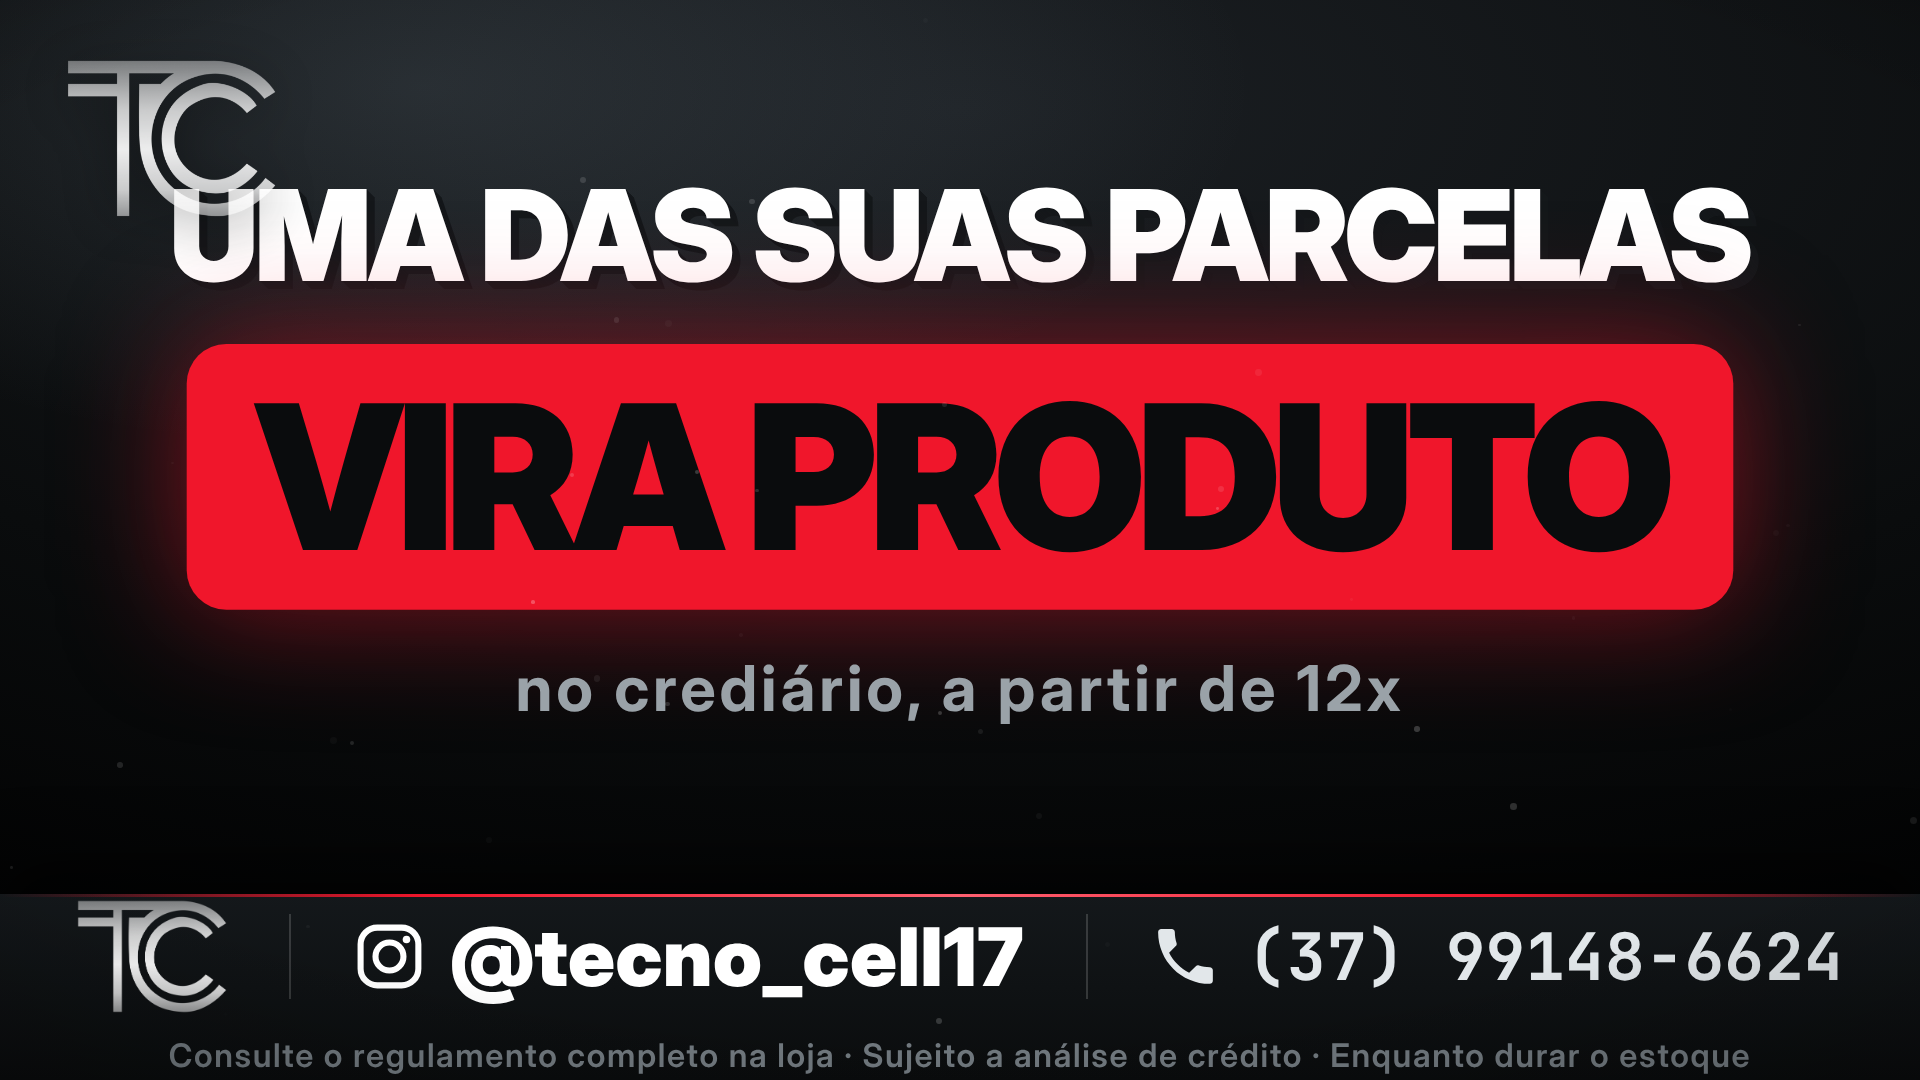 TC
UMA DAS SUAS PARCELAS
VIRA PRODUTO
no crediário, a partir de 12x
TC @tecno_cell17 (37) 99148-6624
Consulte o regulamento completo na loja · Sujeito a análise de crédito · Enquanto durar o estoque